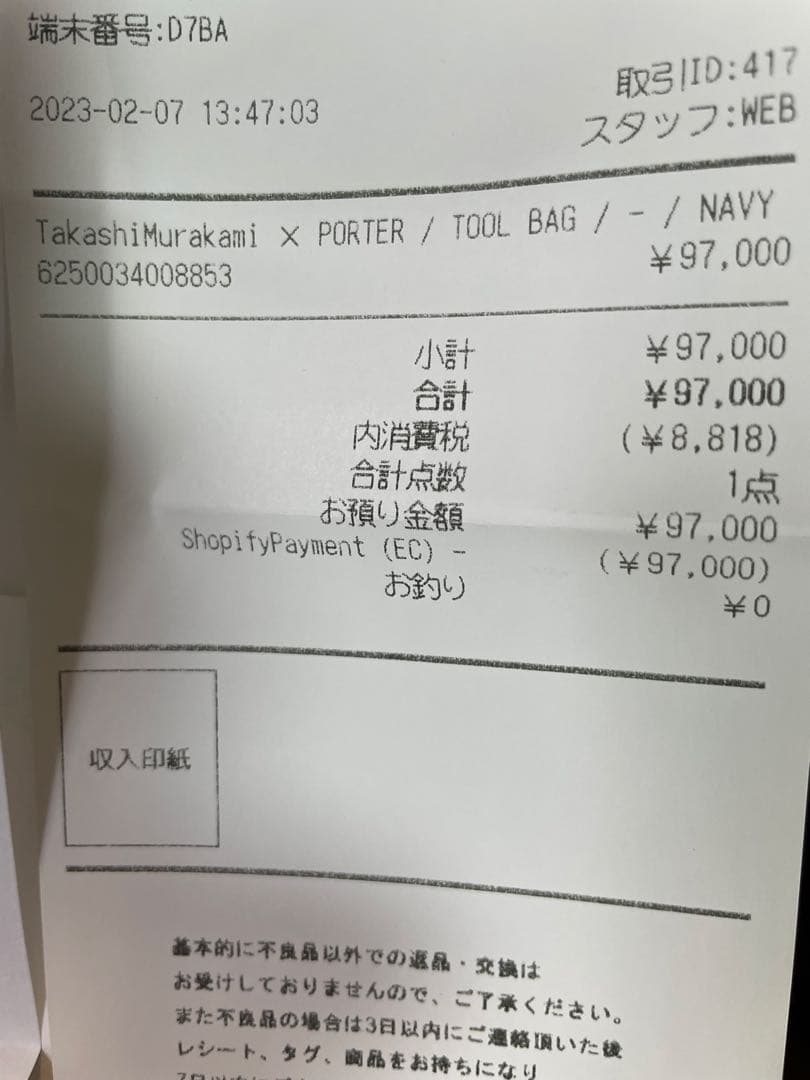 端末番号:D7BA
取引ID:417
2023-02-07 13:47:03
スタッフ:WEB
TakashiMurakami × PORTER / TOOL BAG / - / NAVY
6250034008853 ¥97,000
小計 ¥97,000
合計 ¥97,000
内消費税 (¥8,818)
合計点数 1点
お預り金額 ¥97,000
ShopifyPayment (EC) - (¥97,000)
お釣り ¥0
収入印紙
基本的に不良品以外での返品・交換は
お受けしておりませんので、ご了承ください。
また不良品の場合は3日以内にご連絡頂いた後
レシート、タグ、商品をお持ちになり